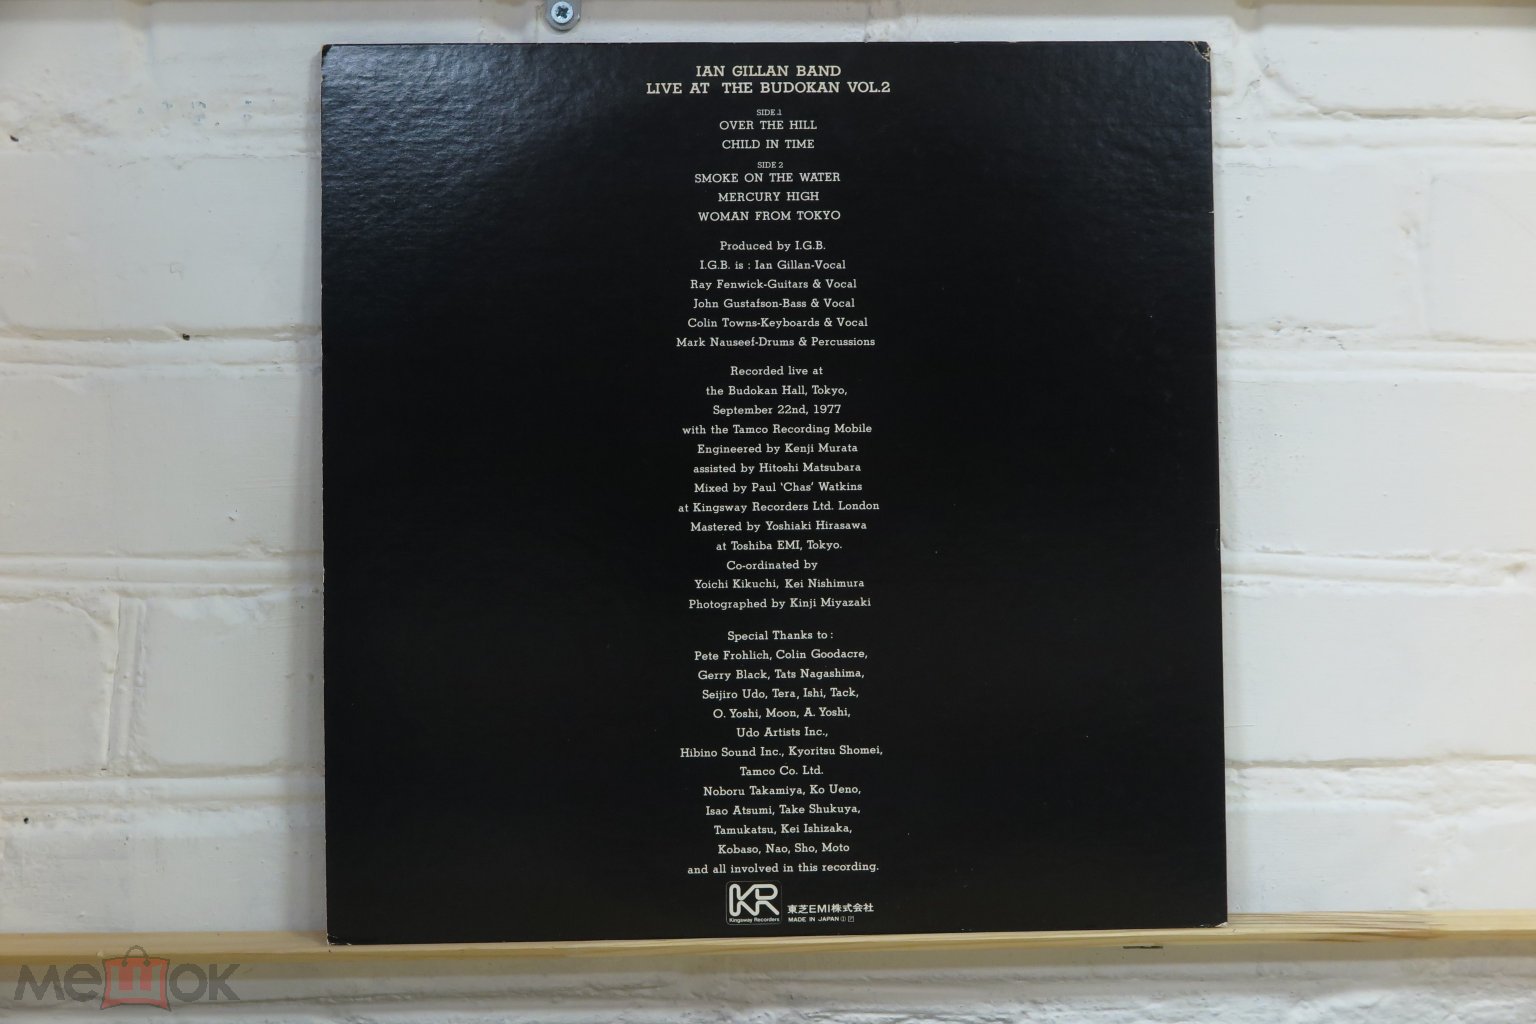 IAN GILLAN BAND
LIVE AT THE BUDOKAN VOL.2
SIDE.1
OVER THE HILL
CHILD IN TIME
SIDE 2
SMOKE ON THE WATER
MERCURY HIGH
WOMAN FROM TOKYO
Produced by I.G.B.
I.G.B. is : Ian Gillan-Vocal
Ray Fenwick-Guitars & Vocal
John Gustafson-Bass & Vocal
Colin Towns-Keyboards & Vocal
Mark Nauseef-Drums & Percussions
Recorded live at
the Budokan Hall, Tokyo,
September 22nd, 1977
with the Tamco Recording Mobile
Engineered by Kenji Murata
assisted by Hitoshi Matsubara
Mixed by Paul 'Chas' Watkins
at Kingsway Recorders Ltd. London
Mastered by Yoshiaki Hirasawa
at Toshiba EMI, Tokyo.
Co-ordinated by
Yoichi Kikuchi, Kei Nishimura
Photographed by Kinji Miyazaki
Special Thanks to :
Pete Frohlich, Colin Goodacre,
Gerry Black, Tats Nagashima,
Seijiro Udo, Tera, Ishi, Tack,
O. Yoshi, Moon, A. Yoshi,
Udo Artists Inc.,
Hibino Sound Inc., Kyoritsu Shomei,
Tamco Co. Ltd.
Noboru Takamiya, Ko Ueno,
Isao Atsumi, Take Shukuya,
Tamukatsu, Kei Ishizaka,
Kobaso, Nao, Sho, Moto
and all involved in this recording.
KR
Kingsway Recorders
東芝EMI株式会社
MADE IN JAPAN Ⓘ 🄿
мешок